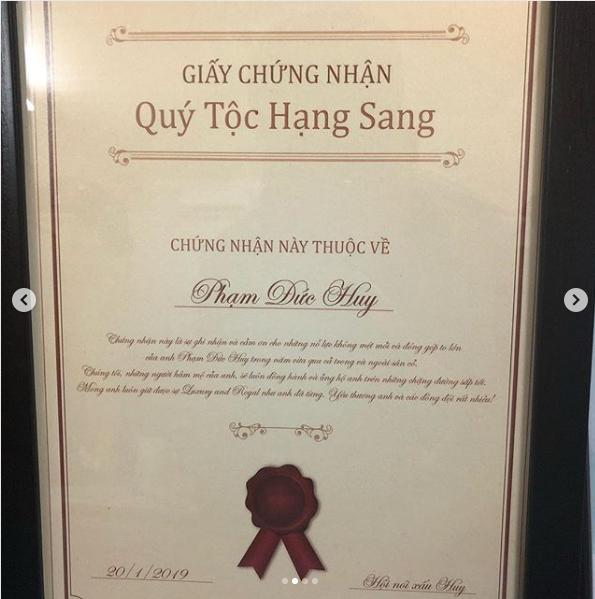 GIẤY CHỨNG NHẬN
Quý Tộc Hạng Sang
CHỨNG NHẬN NÀY THUỘC VỀ
Phạm Đức Huy
Chứng nhận này là sự ghi nhận và cảm ơn cho những nỗ lực không mệt mỏi và đóng góp to lớn
của anh Phạm Đức Huy trong năm vừa qua cả trong và ngoài sân cỏ.
Chúng tôi, những người hâm mộ của anh, sẽ luôn đồng hành và ủng hộ anh trên những chặng đường sắp tới.
Mong anh luôn giữ được sự Luxury and Royal như anh đã từng. Yêu thương anh và các đồng đội rất nhiều!
20/1/2019
Hội nói xấu Huy